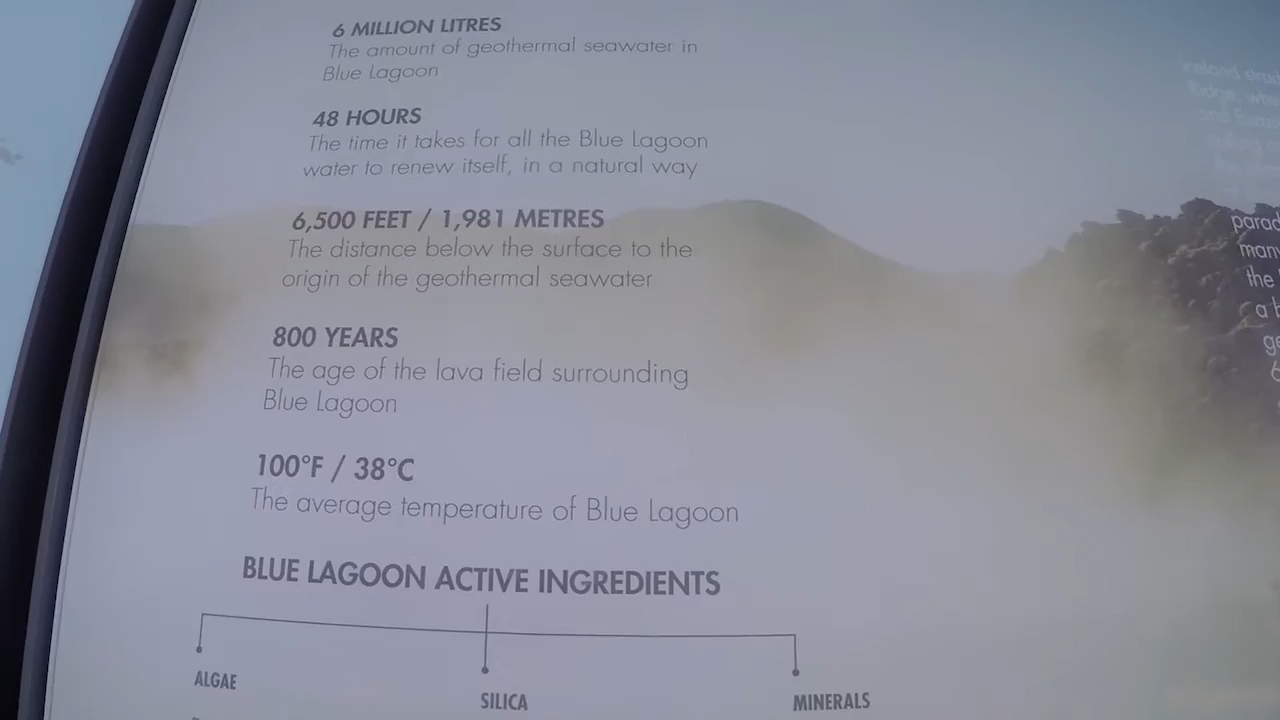 6 MILLION LITRES
The amount of geothermal seawater in
Blue Lagoon
48 HOURS
The time it takes for all the Blue Lagoon
water to renew itself, in a natural way
6,500 FEET / 1,981 METRES
The distance below the surface to the
origin of the geothermal seawater
800 YEARS
The age of the lava field surrounding
Blue Lagoon
100°F / 38°C
The average temperature of Blue Lagoon
BLUE LAGOON ACTIVE INGREDIENTS
ALGAE
SILICA
MINERALS
Iceland
the
a